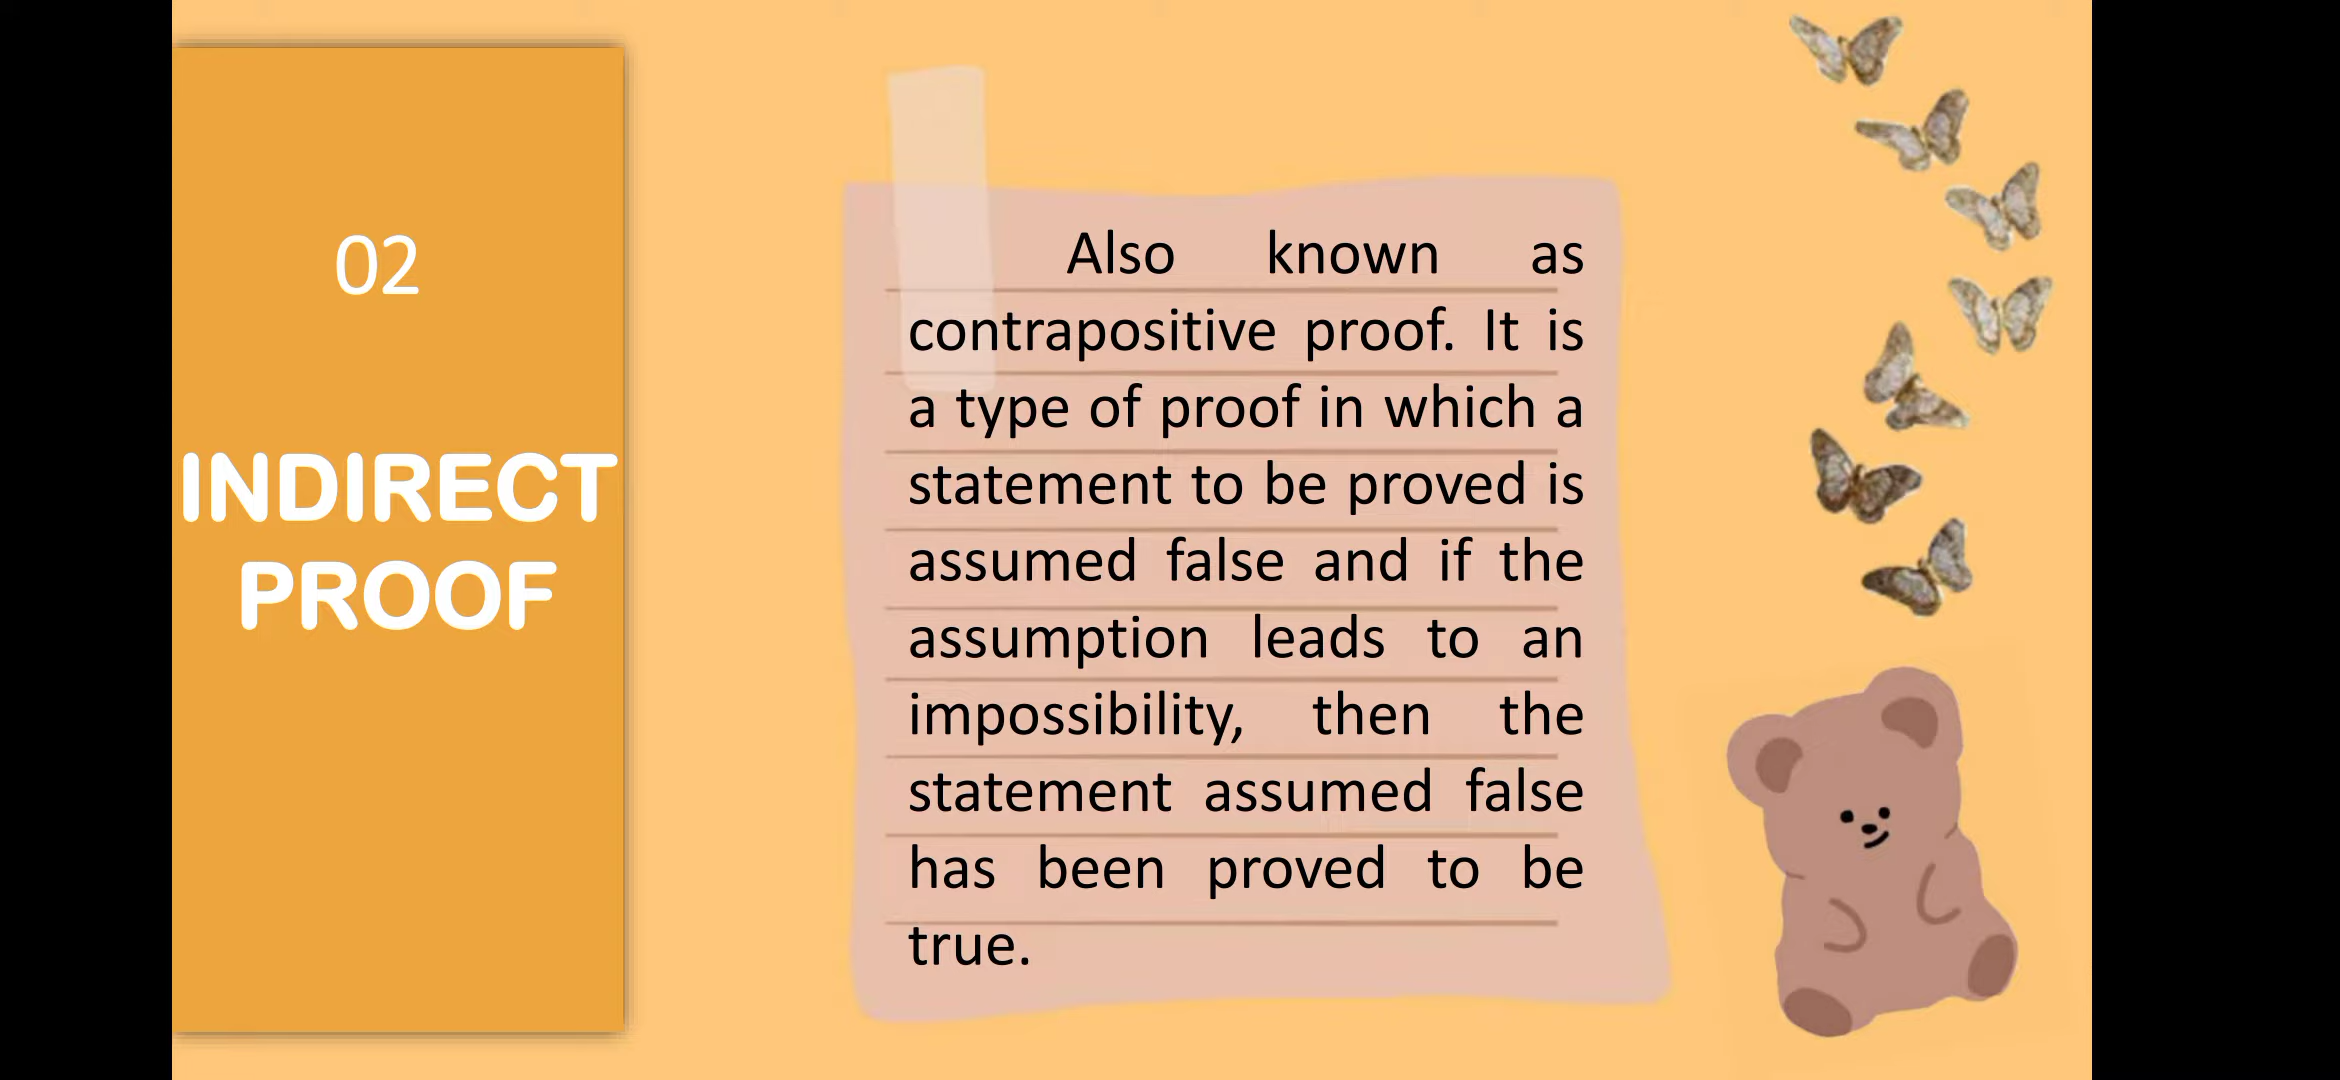 02
INDIRECT
PROOF
Also known as
contrapositive proof. It is
a type of proof in which a
statement to be proved is
assumed false and if the
assumption leads to an
impossibility, then the
statement assumed false
has been proved to be
true.